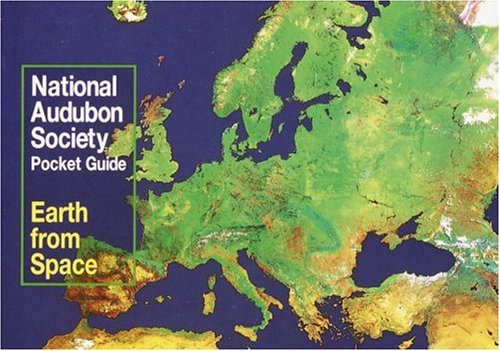 National
Audubon
Society
Pocket Guide
Earth
from
Space